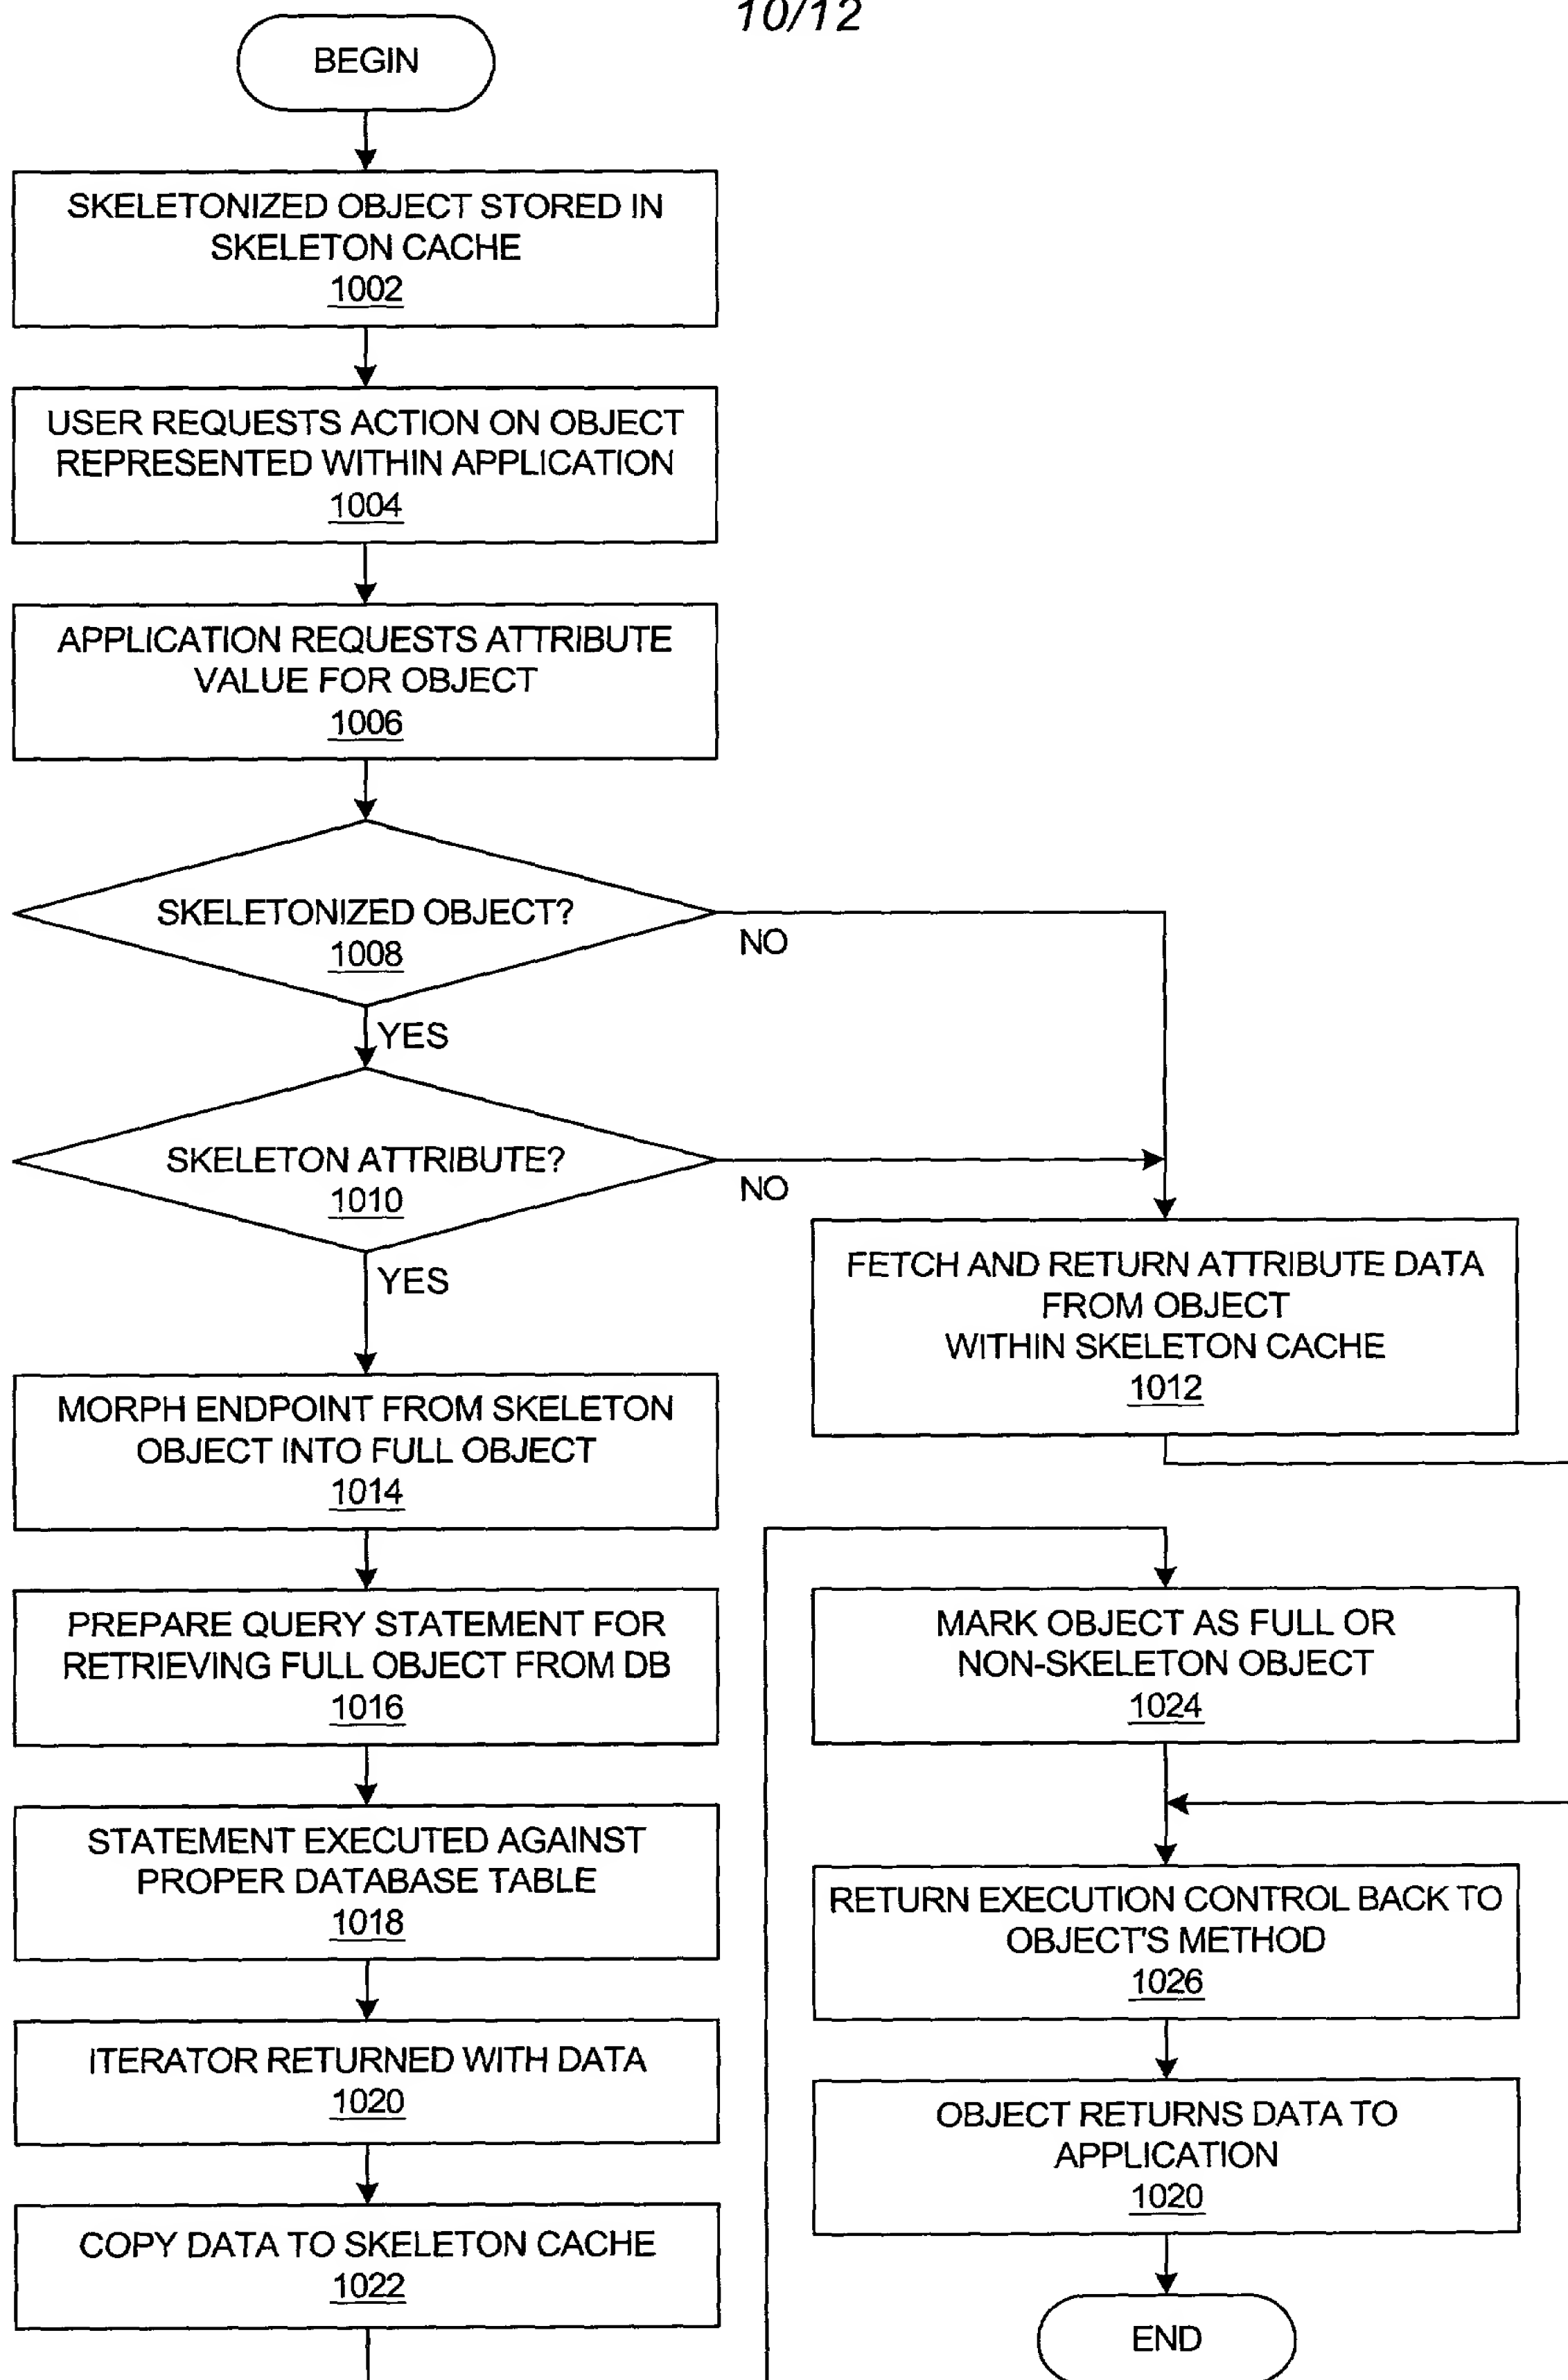 10/12
BEGIN
SKELETONIZED OBJECT STORED IN
SKELETON CACHE
1002
USER REQUESTS ACTION ON OBJECT
REPRESENTED WITHIN APPLICATION
1004
APPLICATION REQUESTS ATTRIBUTE
VALUE FOR OBJECT
1006
SKELETONIZED OBJECT?
1008
NO
YES
SKELETON ATTRIBUTE?
1010
NO
YES
FETCH AND RETURN ATTRIBUTE DATA
FROM OBJECT
WITHIN SKELETON CACHE
1012
MORPH ENDPOINT FROM SKELETON
OBJECT INTO FULL OBJECT
1014
PREPARE QUERY STATEMENT FOR
RETRIEVING FULL OBJECT FROM DB
1016
STATEMENT EXECUTED AGAINST
PROPER DATABASE TABLE
1018
ITERATOR RETURNED WITH DATA
1020
COPY DATA TO SKELETON CACHE
1022
MARK OBJECT AS FULL OR
NON-SKELETON OBJECT
1024
RETURN EXECUTION CONTROL BACK TO
OBJECT'S METHOD
1026
OBJECT RETURNS DATA TO
APPLICATION
1020
END